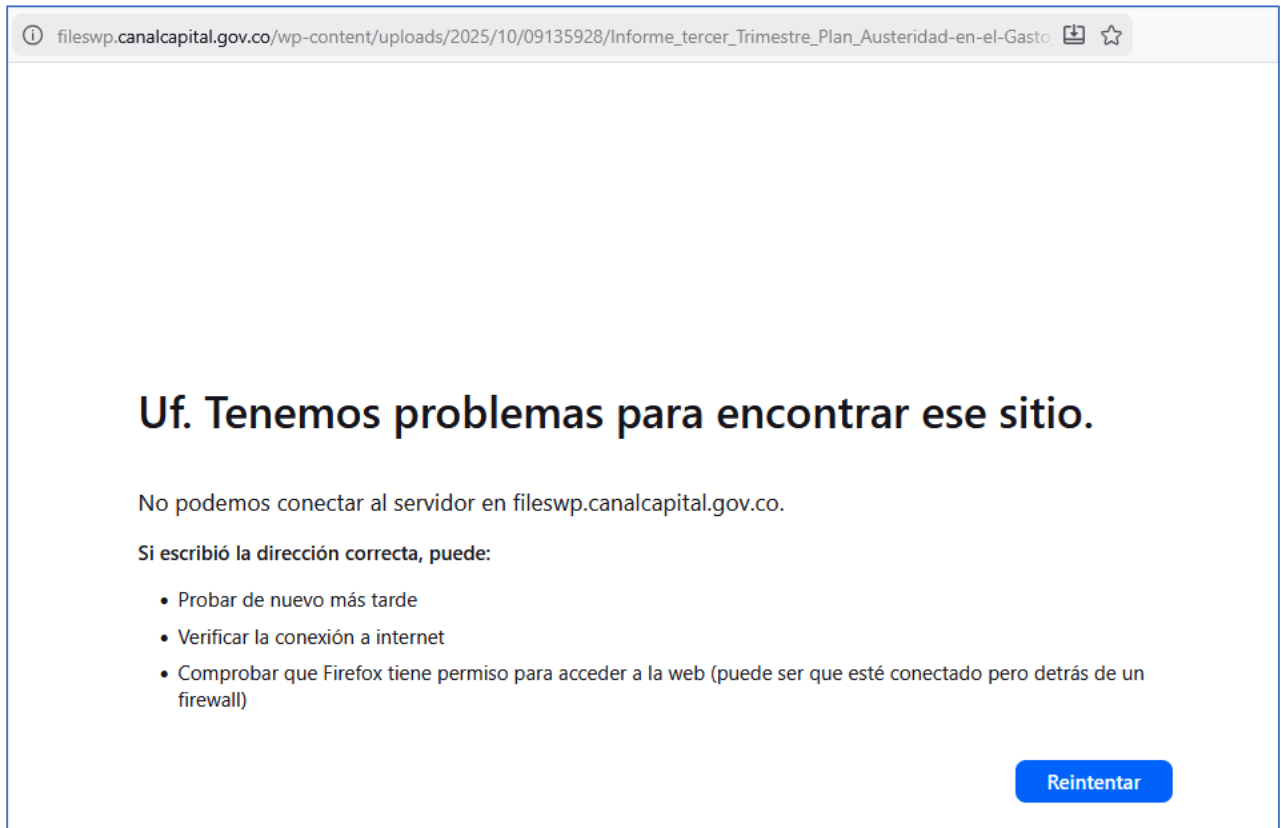 fileswp.canalcapital.gov.co/wp-content/uploads/2025/10/09135928/Informe_tercer_Trimestre_Plan_Austeridad-en-el-Gasto_
Uf. Tenemos problemas para encontrar ese sitio.
No podemos conectar al servidor en fileswp.canalcapital.gov.co.
Si escribió la dirección correcta, puede:
• Probar de nuevo más tarde
• Verificar la conexión a internet
• Comprobar que Firefox tiene permiso para acceder a la web (puede ser que esté conectado pero detrás de un
firewall)
Reintentar